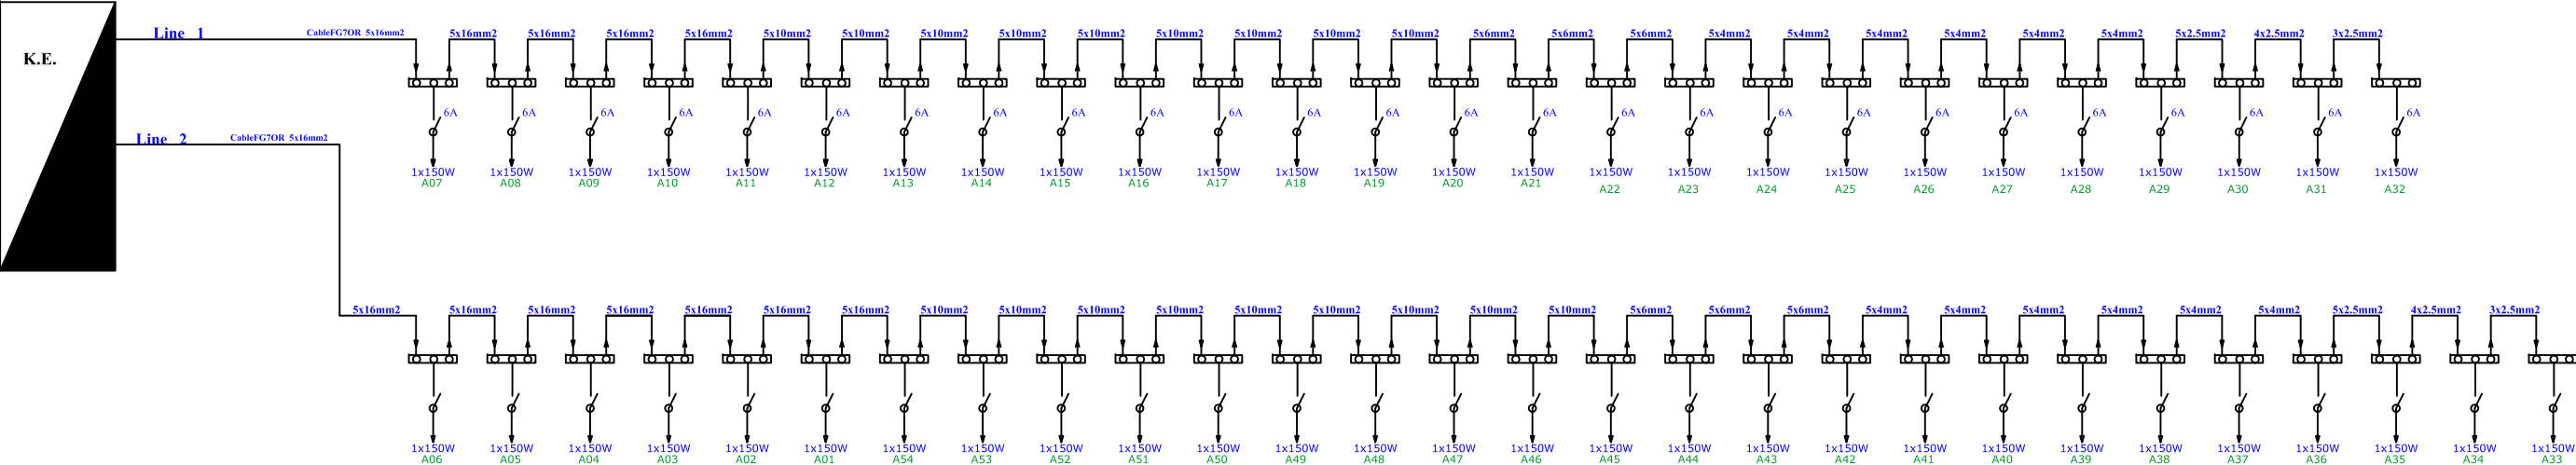 Line 1 CableFG7OR 5x16mm2 5x16mm2 5x16mm2 5x16mm2 5x16mm2 5x10mm2 5x10mm2 5x10mm2 5x10mm2 5x10mm2 5x10mm2 5x10mm2 5x10mm2 5x10mm2 5x6mm2 5x6mm2 5x6mm2 5x4mm2 5x4mm2 5x4mm2 5x4mm2 5x4mm2 5x4mm2 5x2.5mm2 4x2.5mm2 3x2.5mm2
K.E.
6A 6A 6A 6A 6A 6A 6A 6A 6A 6A 6A 6A 6A 6A 6A 6A 6A 6A 6A 6A 6A 6A 6A 6A 6A 6A
Line 2 CableFG7OR 5x16mm2
1x150W 1x150W 1x150W 1x150W 1x150W 1x150W 1x150W 1x150W 1x150W 1x150W 1x150W 1x150W 1x150W 1x150W 1x150W 1x150W 1x150W 1x150W 1x150W 1x150W 1x150W 1x150W 1x150W 1x150W 1x150W 1x150W
A07 A08 A09 A10 A11 A12 A13 A14 A15 A16 A17 A18 A19 A20 A21 A22 A23 A24 A25 A26 A27 A28 A29 A30 A31 A32
5x16mm2 5x16mm2 5x16mm2 5x16mm2 5x16mm2 5x16mm2 5x16mm2 5x10mm2 5x10mm2 5x10mm2 5x10mm2 5x10mm2 5x10mm2 5x10mm2 5x10mm2 5x10mm2 5x6mm2 5x6mm2 5x6mm2 5x4mm2 5x4mm2 5x4mm2 5x4mm2 5x4mm2 5x4mm2 5x2.5mm2 4x2.5mm2 3x2.5mm2
1x150W 1x150W 1x150W 1x150W 1x150W 1x150W 1x150W 1x150W 1x150W 1x150W 1x150W 1x150W 1x150W 1x150W 1x150W 1x150W 1x150W 1x150W 1x150W 1x150W 1x150W 1x150W 1x150W 1x150W 1x150W 1x150W 1x150W 1x150W
A06 A05 A04 A03 A02 A01 A54 A53 A52 A51 A50 A49 A48 A47 A46 A45 A44 A43 A42 A41 A40 A39 A38 A37 A36 A35 A34 A33